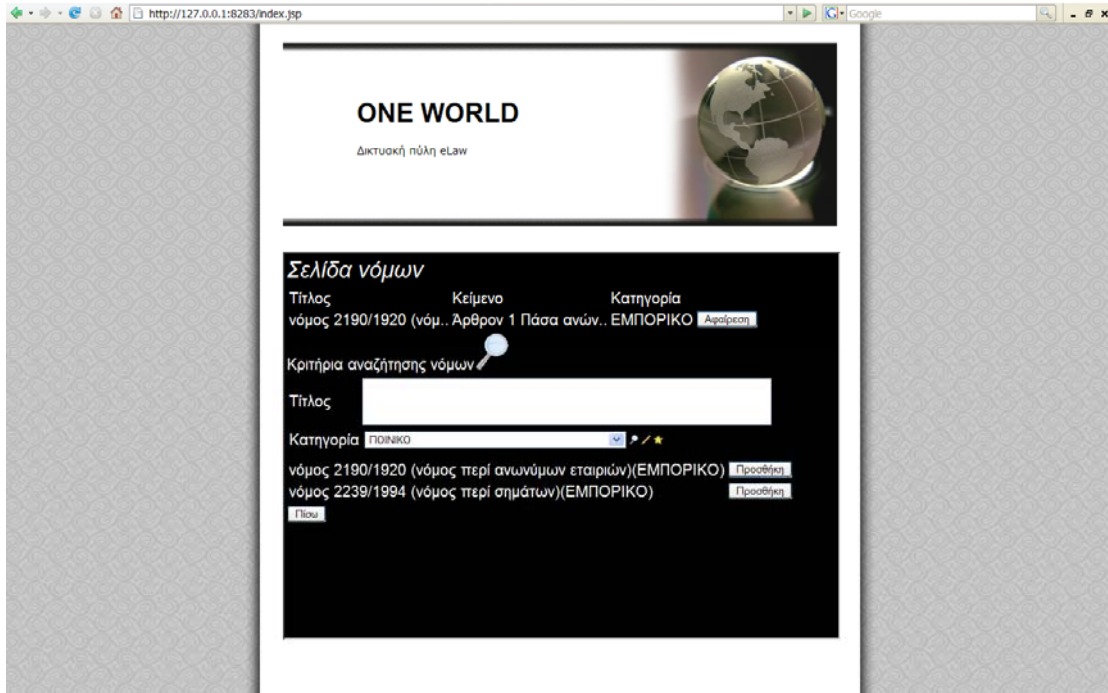 http://127.0.0.1:8283/index.jsp
Google
ONE WORLD
Δικτυακή πύλη eLaw
Σελίδα νόμων
Τίτλος Κείμενο Κατηγορία
νόμος 2190/1920 (νόμ.. Άρθρον 1 Πάσα ανών.. ΕΜΠΟΡΙΚΟ Αφαίρεση
Κριτήρια αναζήτησης νόμων
Τίτλος
Κατηγορία ΠΟΙΝΙΚΟ
νόμος 2190/1920 (νόμος περί ανωνύμων εταιριών)(ΕΜΠΟΡΙΚΟ) Προσθήκη
νόμος 2239/1994 (νόμος περί σημάτων)(ΕΜΠΟΡΙΚΟ) Προσθήκη
Πίσω